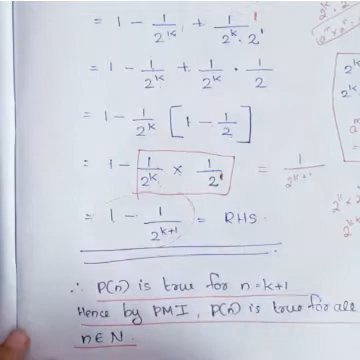 = 1 - 1/2^k + 1/2^k·2^1
= 1 - 1/2^k + 1/2^k · 1/2
= 1 - 1/2^k [1 - 1/2]
= 1 - 1/2^k × 1/2^1 = 1/2^k+1
= 1 - 1/2^k+1 = RHS.
∴ P(n) is true for n=k+1
Hence by PMI, P(n) is true for all
n∈N.